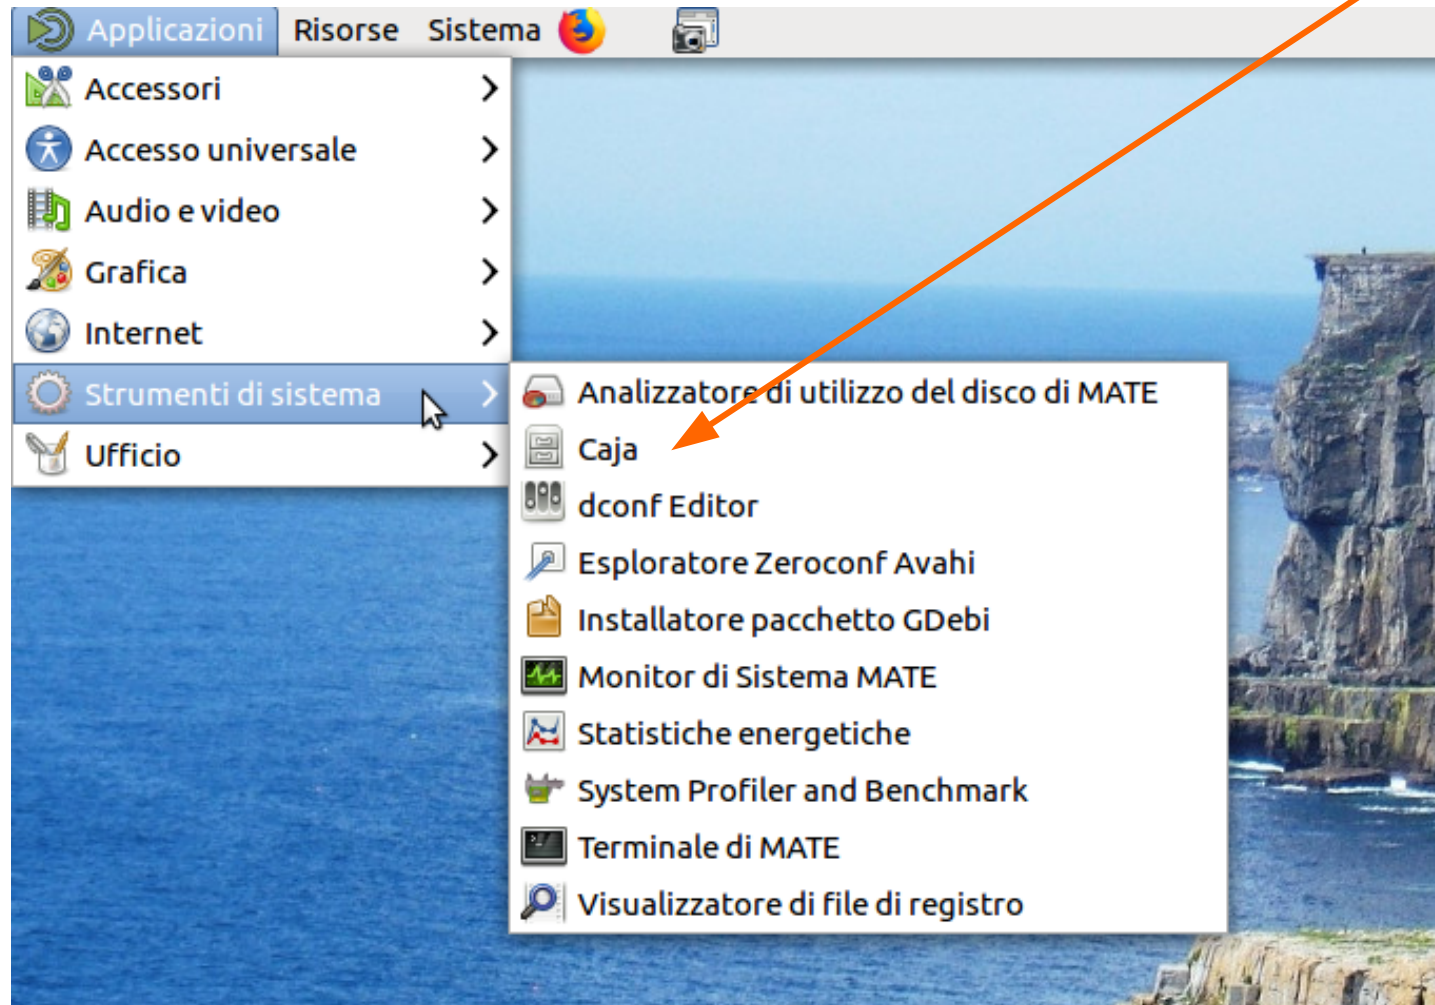 Applicazioni Risorse Sistema
Accessori
Accesso universale
Audio e video
Grafica
Internet
Strumenti di sistema
Ufficio
Analizzatore di utilizzo del disco di MATE
Caja
dconf Editor
Esploratore Zeroconf Avahi
Installatore pacchetto GDebi
Monitor di Sistema MATE
Statistiche energetiche
System Profiler and Benchmark
Terminale di MATE
Visualizzatore di file di registro